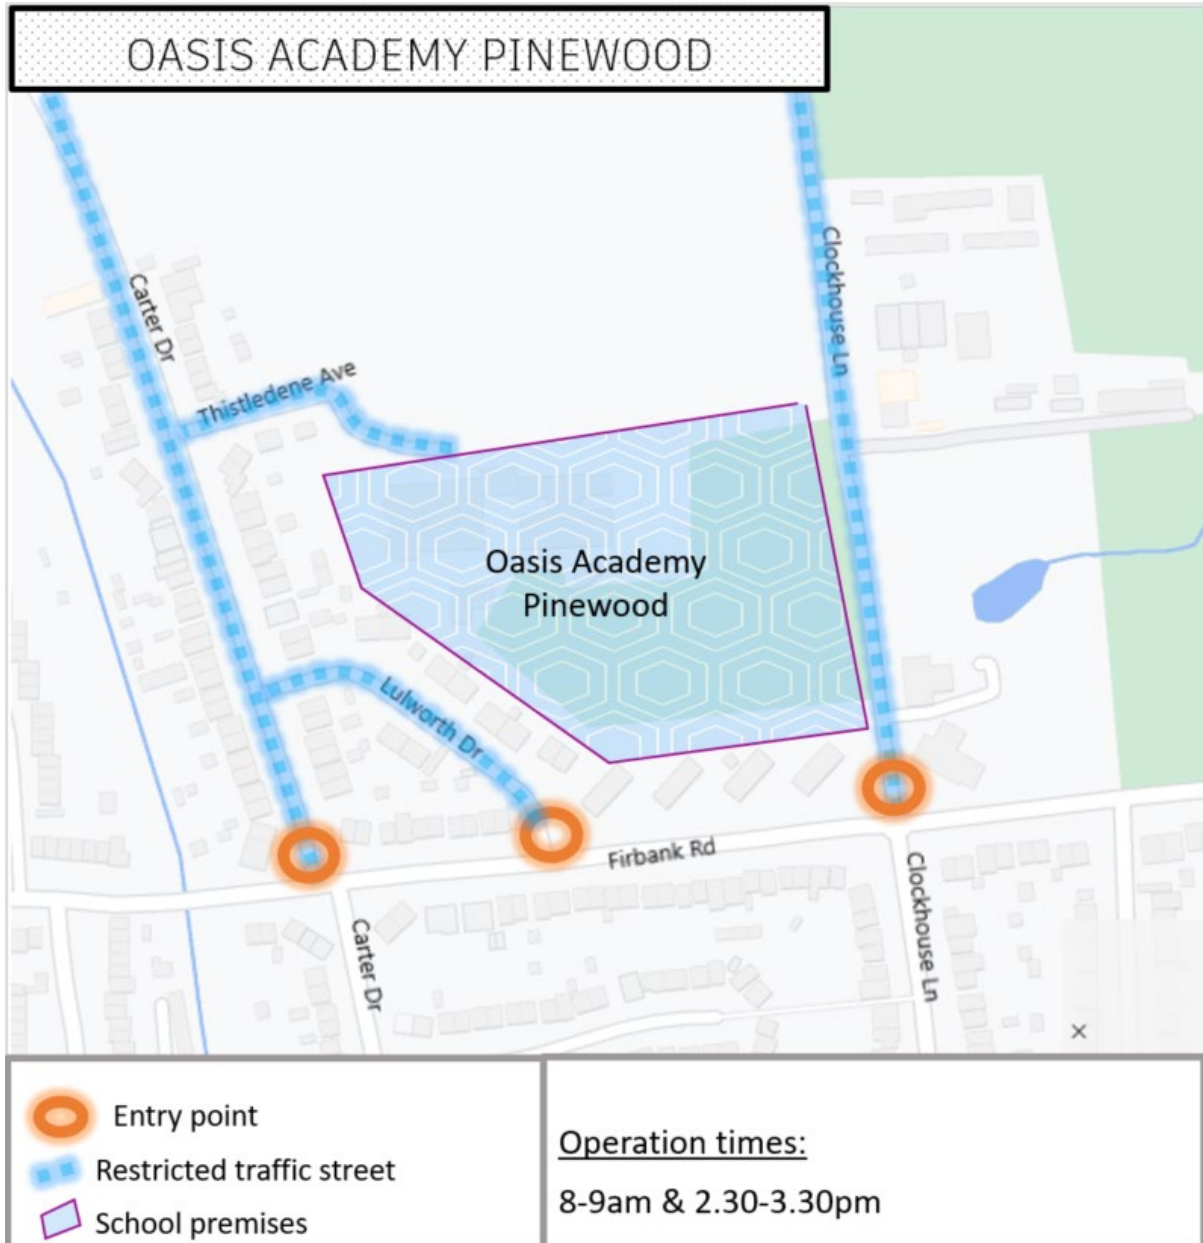 OASIS ACADEMY PINEWOOD
Carter Dr
Clockhouse Ln
Thistledene Ave
Oasis Academy
Pinewood
Lulworth Dr
Firbank Rd
Carter Dr
Clockhouse Ln
Entry point
Restricted traffic street
School premises
Operation times:
8-9am & 2.30-3.30pm